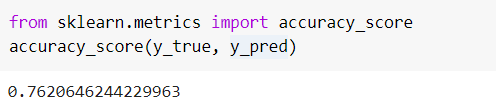 from sklearn.metrics import accuracy_score
accuracy_score(y_true, y_pred)
0.7620646244229963